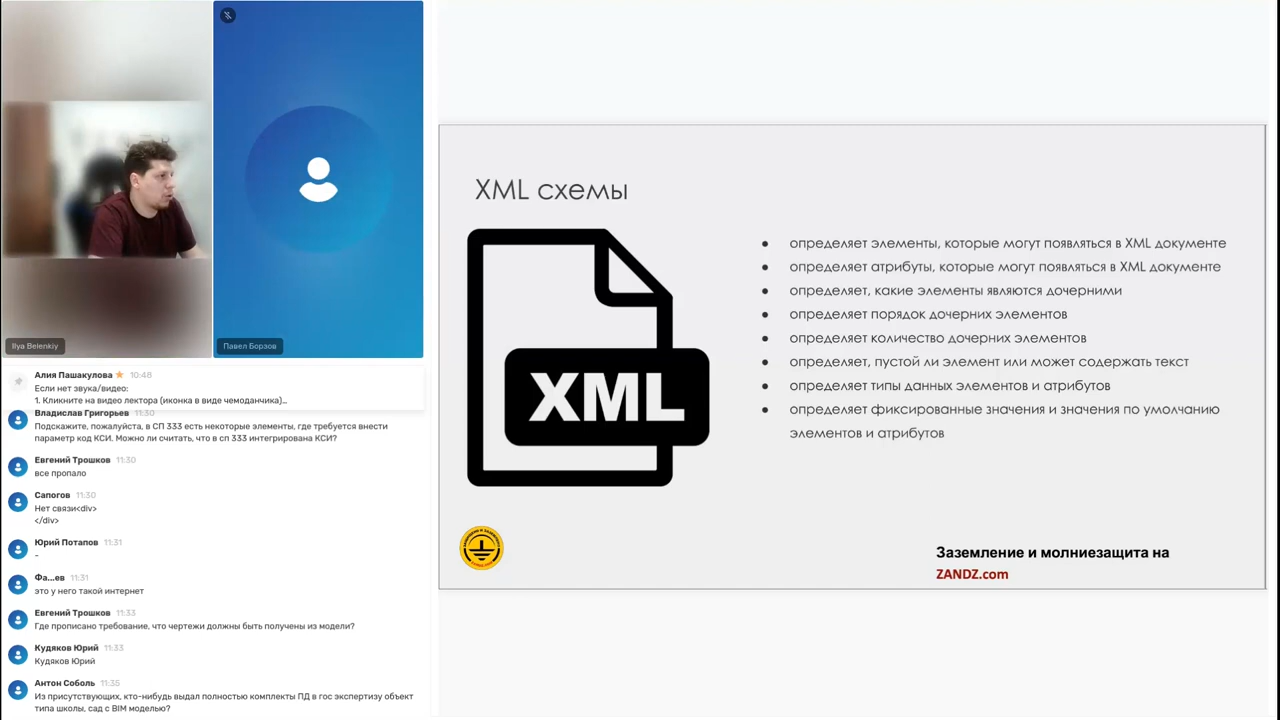 Ilya Belenkiy
Павел Борзов
Алия Пашакулова 10:48
Если нет звука/видео:
1. Кликните на видео лектора (иконка в виде чемоданчика)...
Владислав Григорьев 11:30
Подскажите, пожалуйста, в СП 333 есть некоторые элементы, где требуется внести
параметр код КСИ. Можно ли считать, что в сп 333 интегрирована КСИ?
Евгений Трошков 11:30
все пропало
Сапогов 11:30
Нет связи<div>
</div>
Юрий Потапов 11:31
-
Фа...ев 11:31
это у него такой интернет
Евгений Трошков 11:33
Где прописано требование, что чертежи должны быть получены из модели?
Кудяков Юрий 11:33
Кудяков Юрий
Антон Соболь 11:35
Из присутствующих, кто-нибудь выдал полностью комплекты ПД в гос экспертизу объект
типа школы, сад с BIM моделью?
XML схемы
XML
• определяет элементы, которые могут появляться в XML документе
• определяет атрибуты, которые могут появляться в XML документе
• определяет, какие элементы являются дочерними
• определяет порядок дочерних элементов
• определяет количество дочерних элементов
• определяет, пустой ли элемент или может содержать текст
• определяет типы данных элементов и атрибутов
• определяет фиксированные значения и значения по умолчанию
элементов и атрибутов
Заземление и молниезащита на
ZANDZ.com